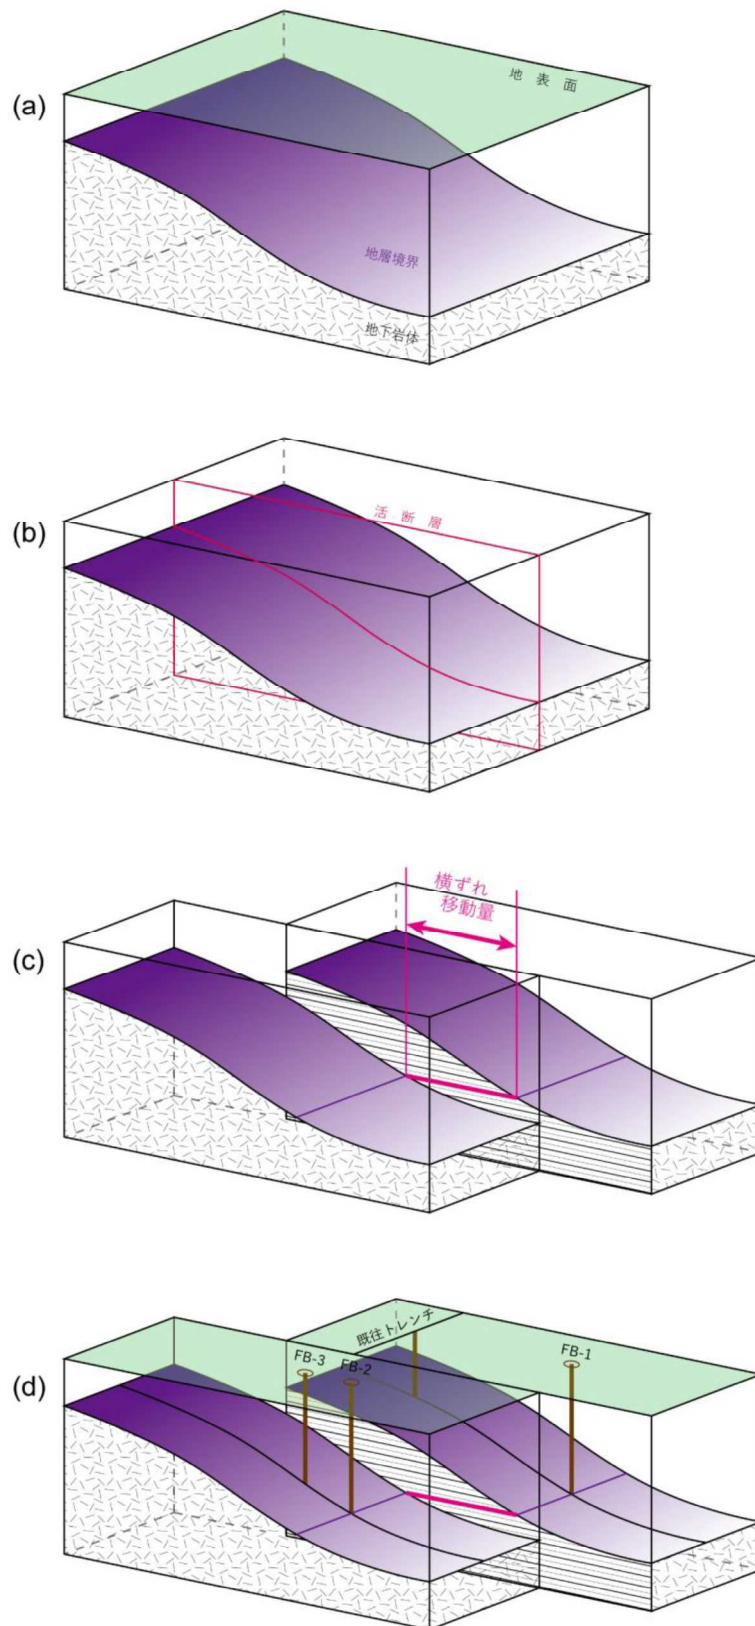 (a)
地表面
地層境界
地下岩体
(b)
活断層
(c)
横ずれ
移動量
(d)
既往トレンチ
FB-3
FB-2
FB-1